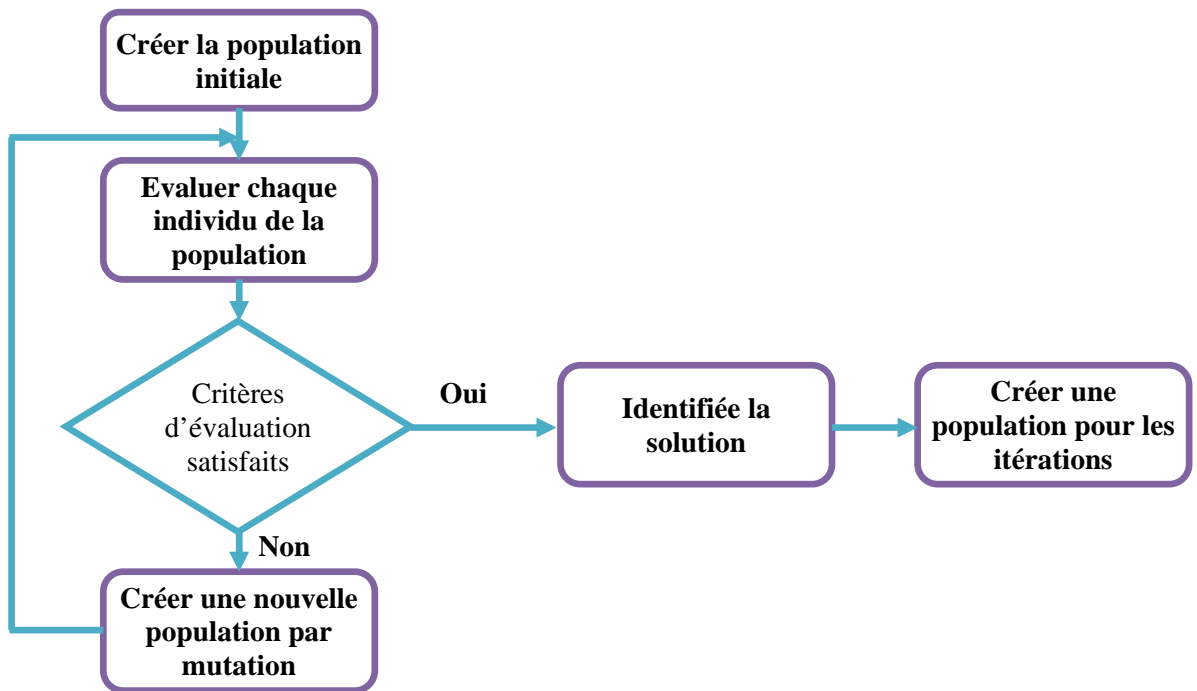 Créer la population
initiale
Evaluer chaque
individu de la
population
Critères
d'évaluation
satisfaits
Oui
Identifiée la
solution
Créer une
population pour les
itérations
Non
Créer une nouvelle
population par
mutation